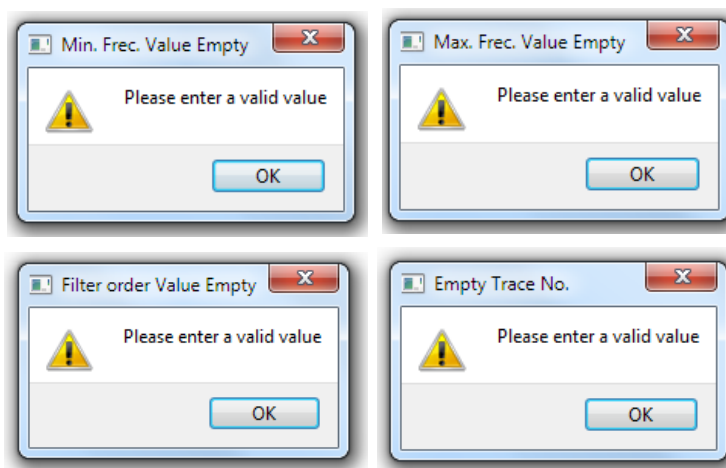 Min. Frec. Value Empty
Please enter a valid value
OK
Max. Frec. Value Empty
Please enter a valid value
OK
Filter order Value Empty
Please enter a valid value
OK
Empty Trace No.
Please enter a valid value
OK